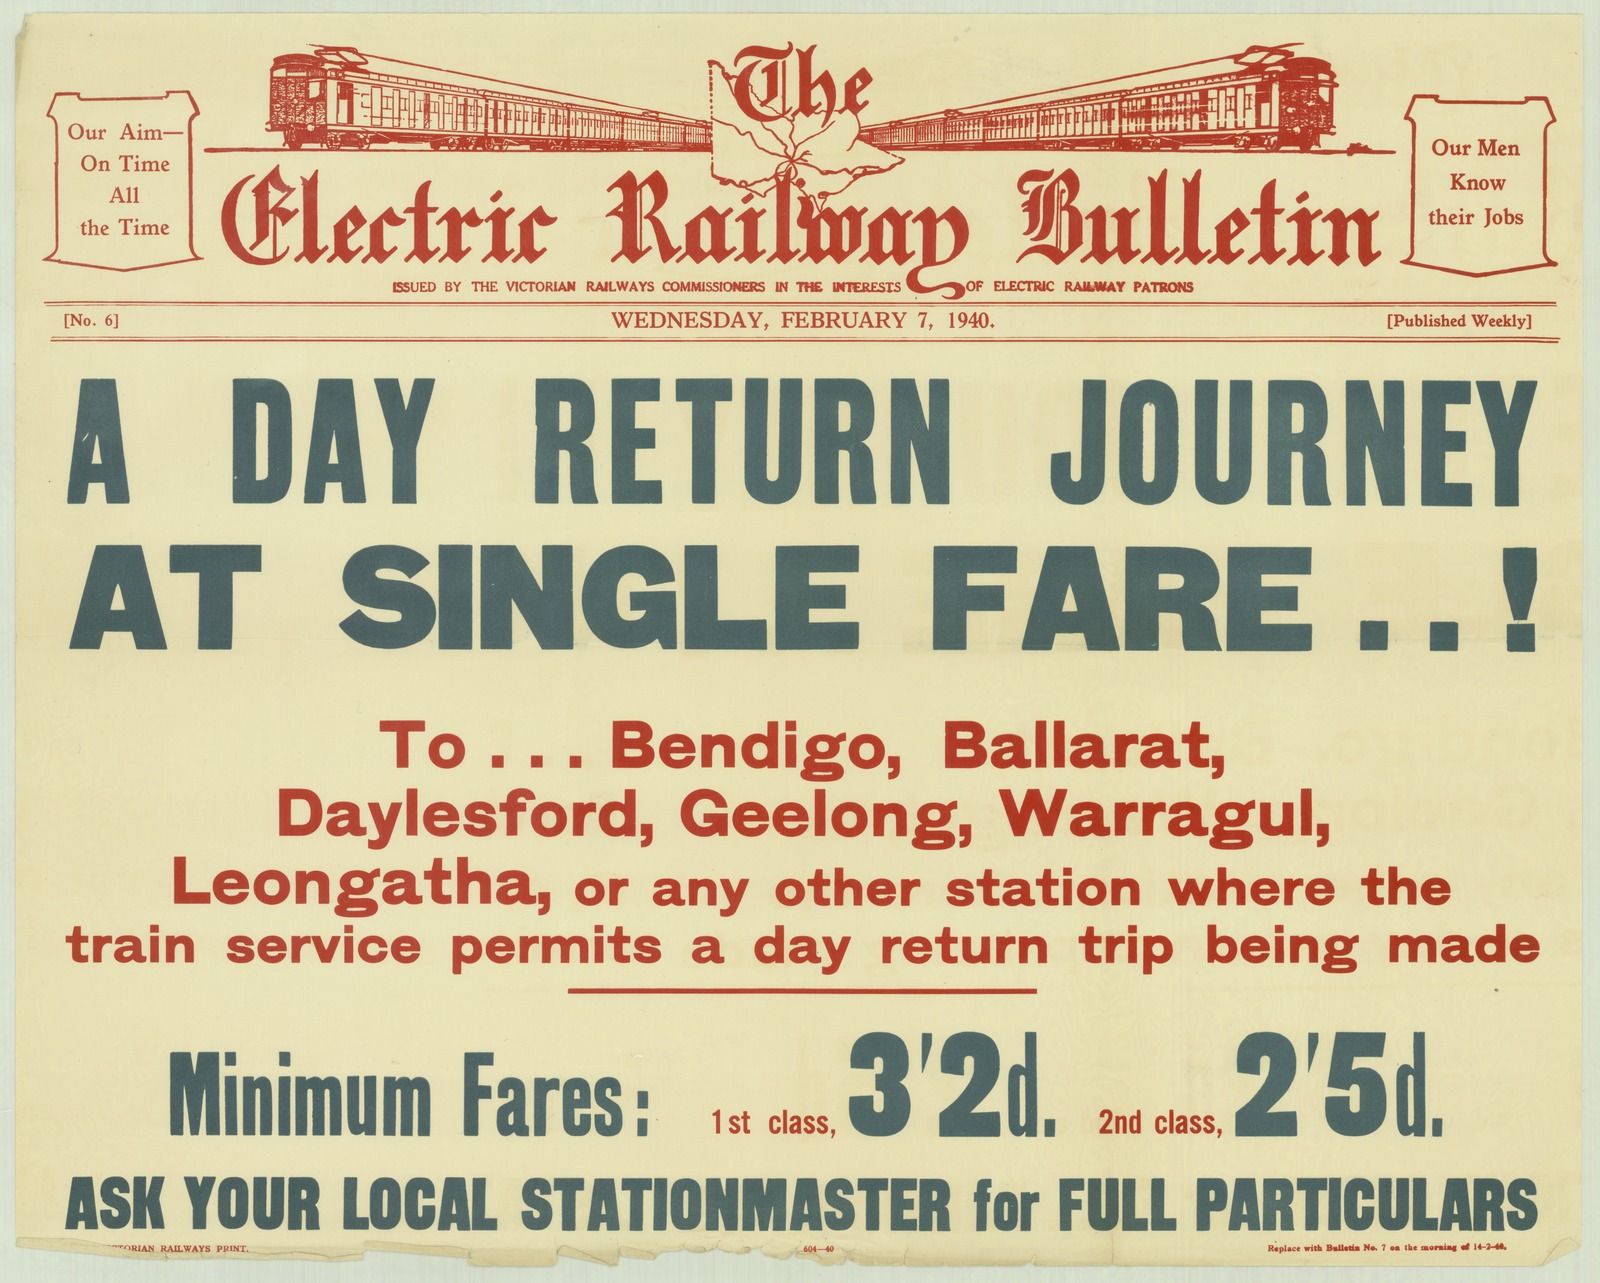 Our Aim—
On Time
All
the Time
The
Electric Railway Bulletin
Our Men
Know
their Jobs
ISSUED BY THE VICTORIAN RAILWAYS COMMISSIONERS IN THE INTERESTS OF ELECTRIC RAILWAY PATRONS
[No. 6]
WEDNESDAY, FEBRUARY 7, 1940.
[Published Weekly]
A DAY RETURN JOURNEY
AT SINGLE FARE . . !
To . . . Bendigo, Ballarat,
Daylesford, Geelong, Warragul,
Leongatha, or any other station where the
train service permits a day return trip being made
Minimum Fares: 1st class, 3'2d. 2nd class, 2'5d.
ASK YOUR LOCAL STATIONMASTER for FULL PARTICULARS
RAILWAYS PRINT.
604—40
Replace with Bulletin No. 7 on the morning of 14-2-40.